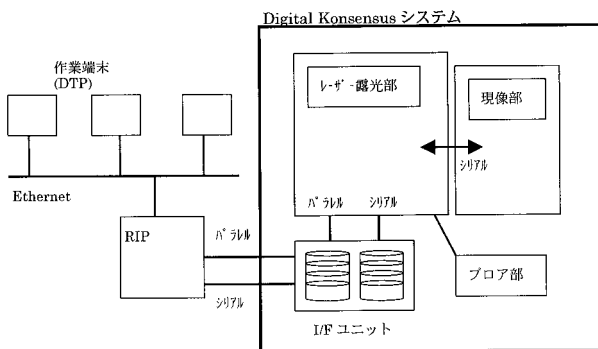 Digital Konsensus システム
作業端末
(DTP)
レーザー露光部
現像部
シリアル
Ethernet
パラレル
シリアル
RIP
パラレル
シリアル
ブロア部
I/F ユニット